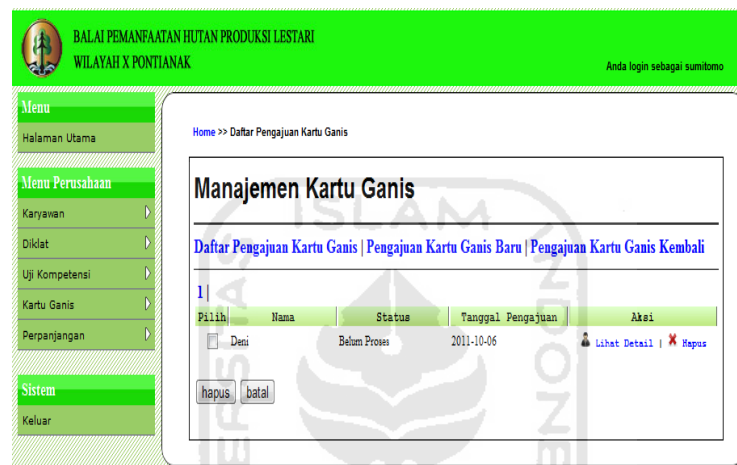 BALAI PEMANFAATAN HUTAN PRODUKSI LESTARI
WILAYAH X PONTIANAK
Anda login sebagai sumitomo
Menu
Halaman Utama
Menu Perusahaan
Karyawan
Diklat
Uji Kompetensi
Kartu Ganis
Perpanjangan
Sistem
Keluar
Home >> Daftar Pengajuan Kartu Ganis
Manajemen Kartu Ganis
Daftar Pengajuan Kartu Ganis | Pengajuan Kartu Ganis Baru | Pengajuan Kartu Ganis Kembali
1 |
Pilih Nama Status Tanggal Pengajuan Aksi
Deni Belum Proses 2011-10-06 Lihat Detail | Hapus
hapus batal
ISLAM